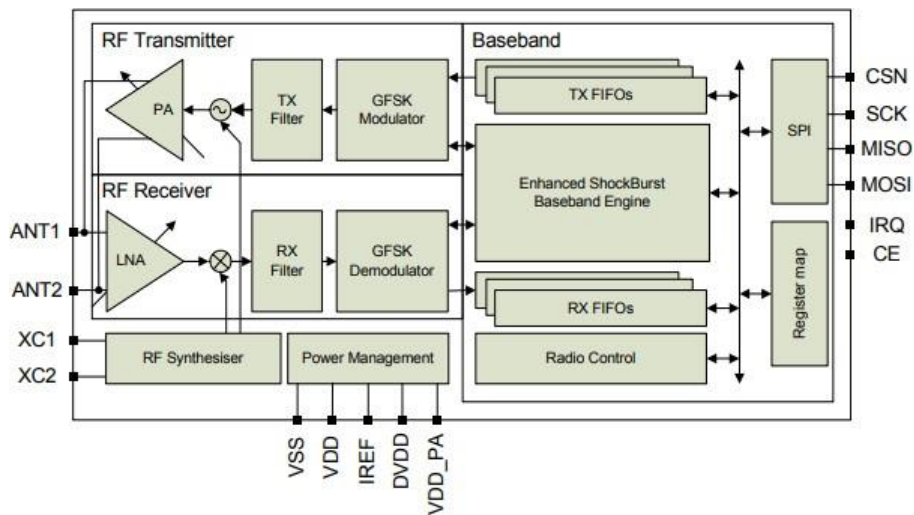 RF Transmitter
Baseband
PA
TX
Filter
GFSK
Modulator
TX FIFOs
SPI
CSN
SCK
MISO
MOSI
Enhanced ShockBurst
Baseband Engine
RF Receiver
ANT1
ANT2
LNA
RX
Filter
GFSK
Demodulator
RX FIFOs
Register map
IRQ
CE
XC1
XC2
RF Synthesiser
Power Management
Radio Control
VSS
VDD
IREF
DVDD
VDD_PA